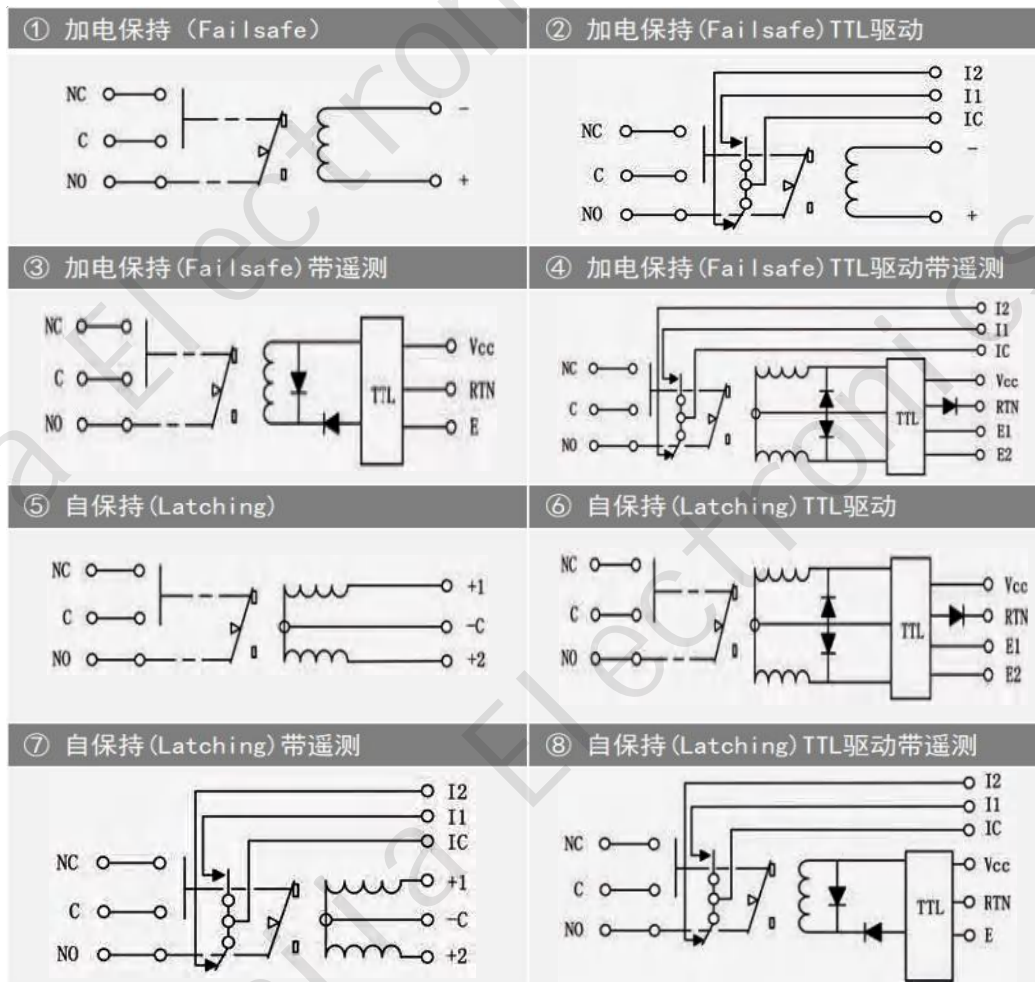 ① 加电保持（Failsafe）
NC
C
NO
-
+
② 加电保持(Failsafe)TTL驱动
I2
I1
IC
NC
C
NO
-
+
③ 加电保持(Failsafe)带遥测
NC
C
NO
TTL
Vcc
RTN
E
④ 加电保持(Failsafe)TTL驱动带遥测
I2
I1
IC
NC
C
NO
TTL
Vcc
RTN
E1
E2
⑤ 自保持(Latching)
NC
C
NO
+1
-C
+2
⑥ 自保持(Latching)TTL驱动
NC
C
NO
TTL
Vcc
RTN
E1
E2
⑦ 自保持(Latching)带遥测
I2
I1
IC
NC
C
NO
+1
-C
+2
⑧ 自保持(Latching)TTL驱动带遥测
I2
I1
IC
NC
C
NO
TTL
Vcc
RTN
E
a Electronics
la Electroni